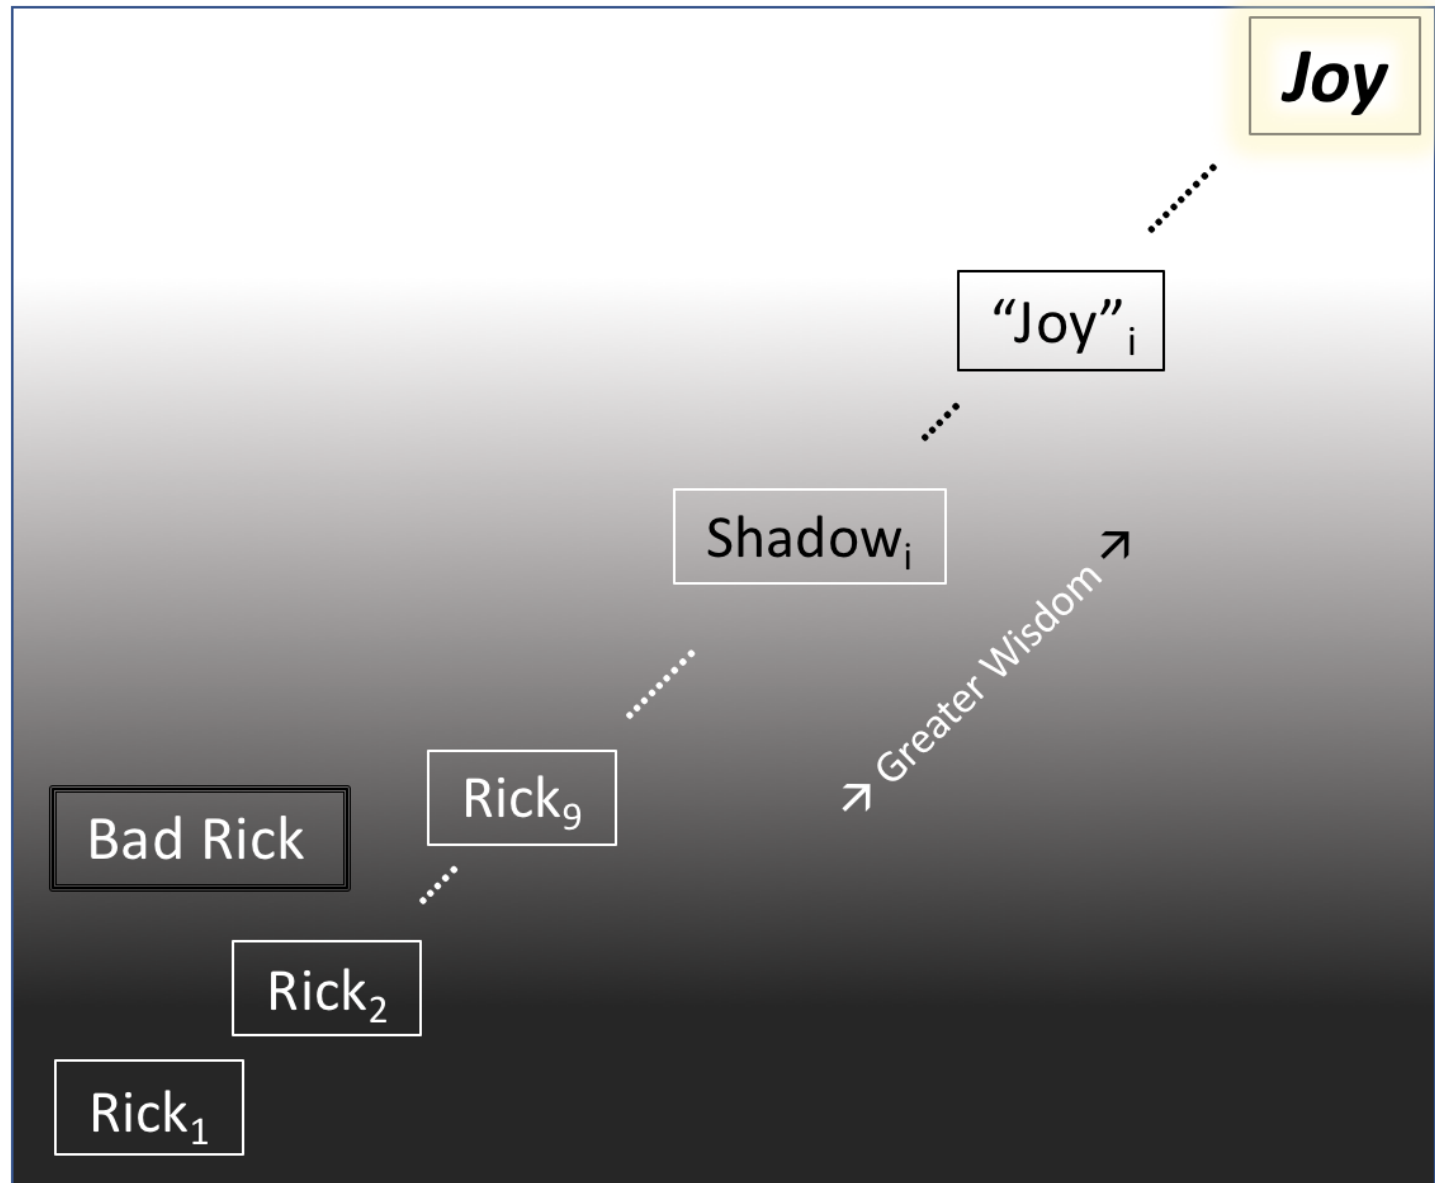 Joy
“Joy”ᵢ
Shadowᵢ
↗ Greater Wisdom ↗
Rick₉
Bad Rick
Rick₂
Rick₁